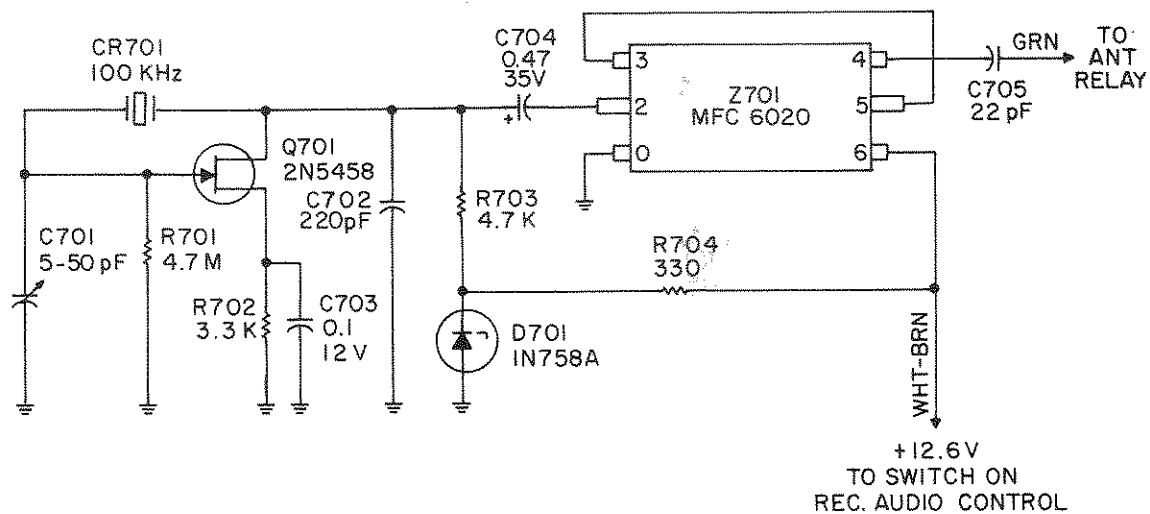 CR701
100 KHz
C704
0.47
35V
+
3
2
0
Z701
MFC 6020
4
5
6
GRN
TO
ANT
RELAY
C705
22 pF
Q701
2N5458
C702
220pF
R703
4.7 K
C701
5-50 pF
R701
4.7 M
R702
3.3 K
C703
0.1
12 V
R704
330
D701
1N758A
WHT-BRN
+12.6V
TO SWITCH ON
REC. AUDIO CONTROL